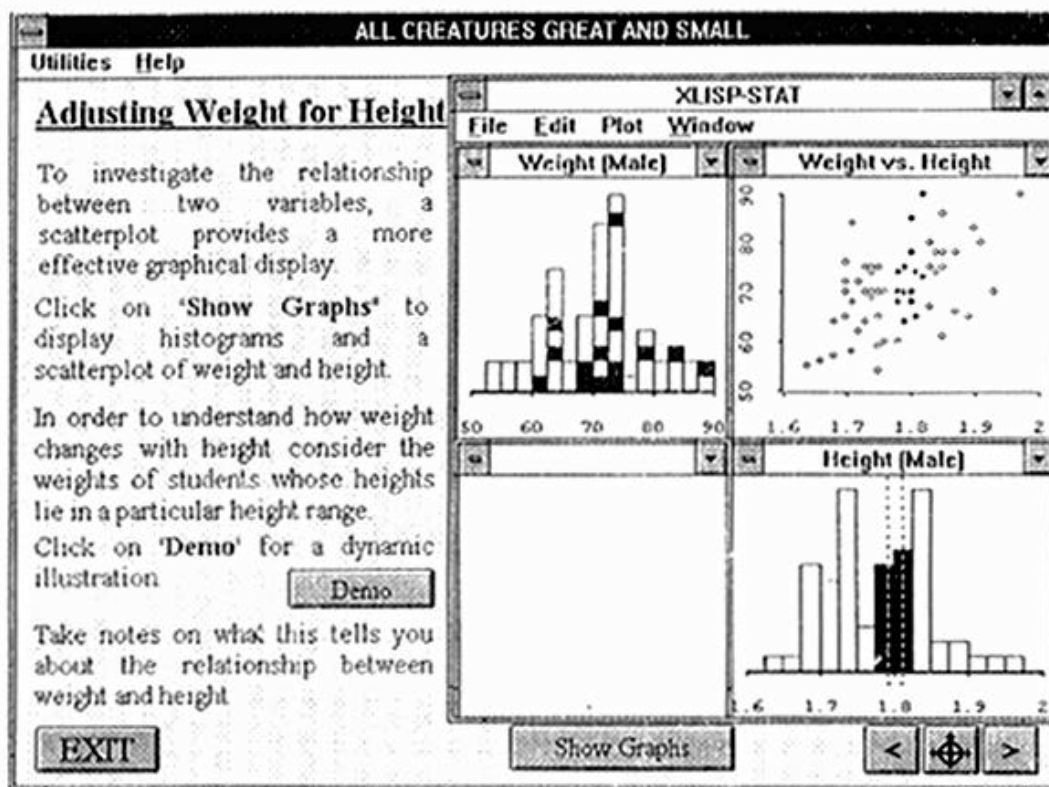 ALL CREATURES GREAT AND SMALL
Utilities Help
Adjusting Weight for Height
To investigate the relationship
between two variables, a
scatterplot provides a more
effective graphical display.
Click on 'Show Graphs' to
display histograms and a
scatterplot of weight and height.
In order to understand how weight
changes with height consider the
weights of students whose heights
lie in a particular height range.
Click on 'Demo' for a dynamic
illustration
Demo
Take notes on what this tells you
about the relationship between
weight and height
EXIT
XLISP-STAT
File Edit Plot Window
Weight (Male)
50 60 70 80 90
Weight vs. Height
90
80
70
60
50
1.6 1.7 1.8 1.9 2
Height (Male)
1.6 1.7 1.8 1.9 2
Show Graphs
< >